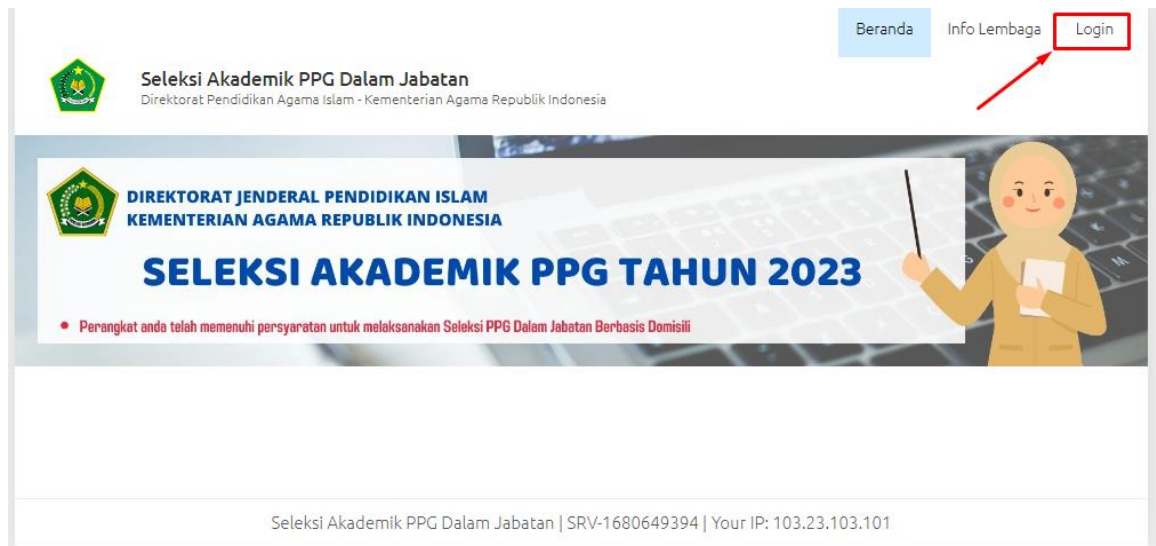 Beranda Info Lembaga Login
Seleksi Akademik PPG Dalam Jabatan
Direktorat Pendidikan Agama Islam - Kementerian Agama Republik Indonesia
DIREKTORAT JENDERAL PENDIDIKAN ISLAM
KEMENTERIAN AGAMA REPUBLIK INDONESIA
SELEKSI AKADEMIK PPG TAHUN 2023
• Perangkat anda telah memenuhi persyaratan untuk melaksanakan Seleksi PPG Dalam Jabatan Berbasis Domisili
Seleksi Akademik PPG Dalam Jabatan | SRV-1680649394 | Your IP: 103.23.103.101